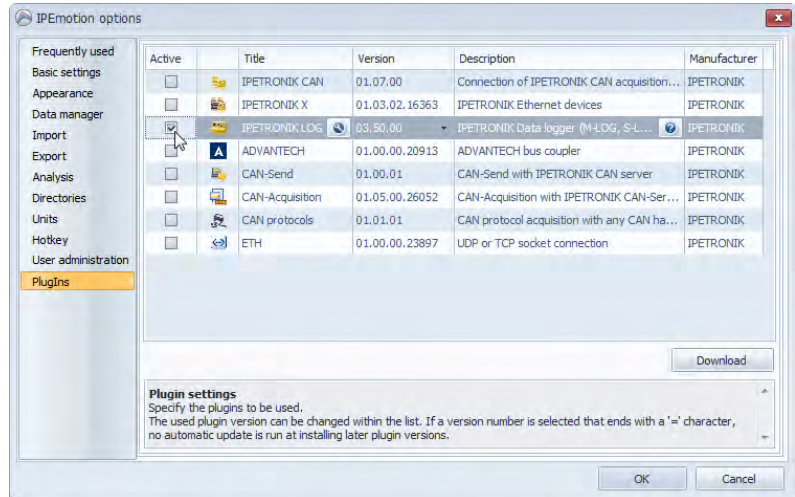 IPEmotion options
Frequently used
Basic settings
Appearance
Data manager
Import
Export
Analysis
Directories
Units
Hotkey
User administration
PlugIns
Active Title Version Description Manufacturer
IPETRONIK CAN 01.07.00 Connection of IPETRONIK CAN acquisition... IPETRONIK
IPETRONIK X 01.03.02.16363 IPETRONIK Ethernet devices IPETRONIK
IPETRONIK LOG 03.50.00 IPETRONIK Data logger (M-LOG, S-L... IPETRONIK
A ADVANTECH 01.00.00.20913 ADVANTECH bus coupler IPETRONIK
CAN-Send 01.00.01 CAN-Send with IPETRONIK CAN server IPETRONIK
CAN-Acquisition 01.05.00.26052 CAN-Acquisition with IPETRONIK CAN-Ser... IPETRONIK
CAN protocols 01.01.01 CAN protocol acquisition with any CAN ha... IPETRONIK
ETH 01.00.00.23897 UDP or TCP socket connection IPETRONIK
Download
Plugin settings
Specify the plugins to be used.
The used plugin version can be changed within the list. If a version number is selected that ends with a '=' character,
no automatic update is run at installing later plugin versions.
OK Cancel